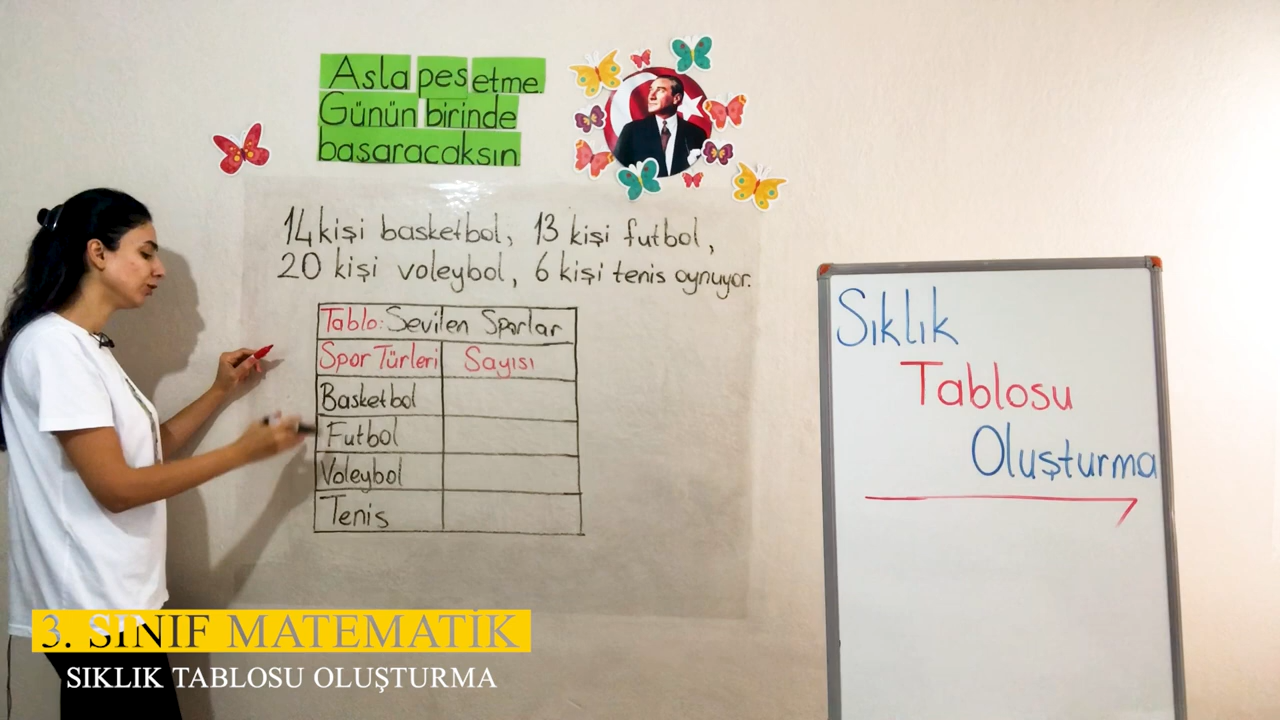 Asla pes etme.
Günün birinde
başaracaksın.
14 kişi basketbol, 13 kişi futbol,
20 kişi voleybol, 6 kişi tenis oynuyor.
Tablo: Sevilen Sporlar
Spor Türleri Sayısı
Basketbol
Futbol
Voleybol
Tenis
Sıklık
Tablosu
Oluşturma
3. SINIF MATEMATİK
SIKLIK TABLOSU OLUŞTURMA